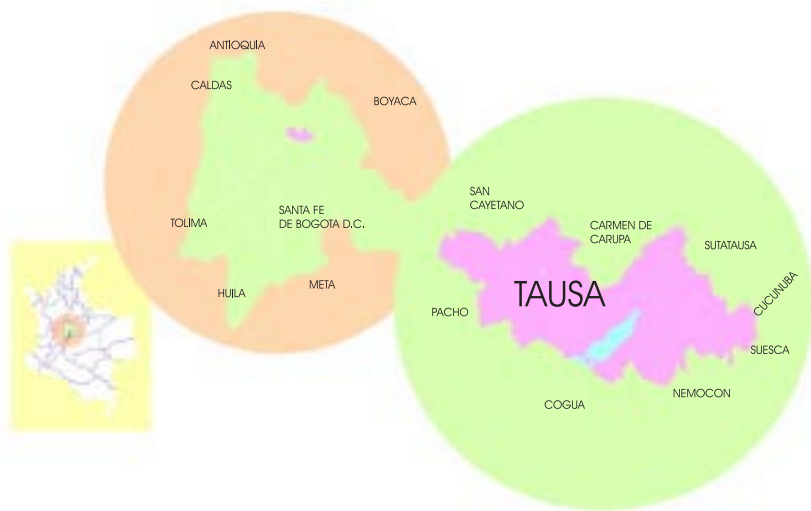 ANTIOQUIA
CALDAS
BOYACA
SAN
CAYETANO
SANTA FE
DE BOGOTA D.C.
TOLIMA
CARMEN DE
CARUPA
SUTATAUSA
HUILA
META
TAUSA
CUCUNUBA
PACHO
SUESCA
NEMOCON
COGUA